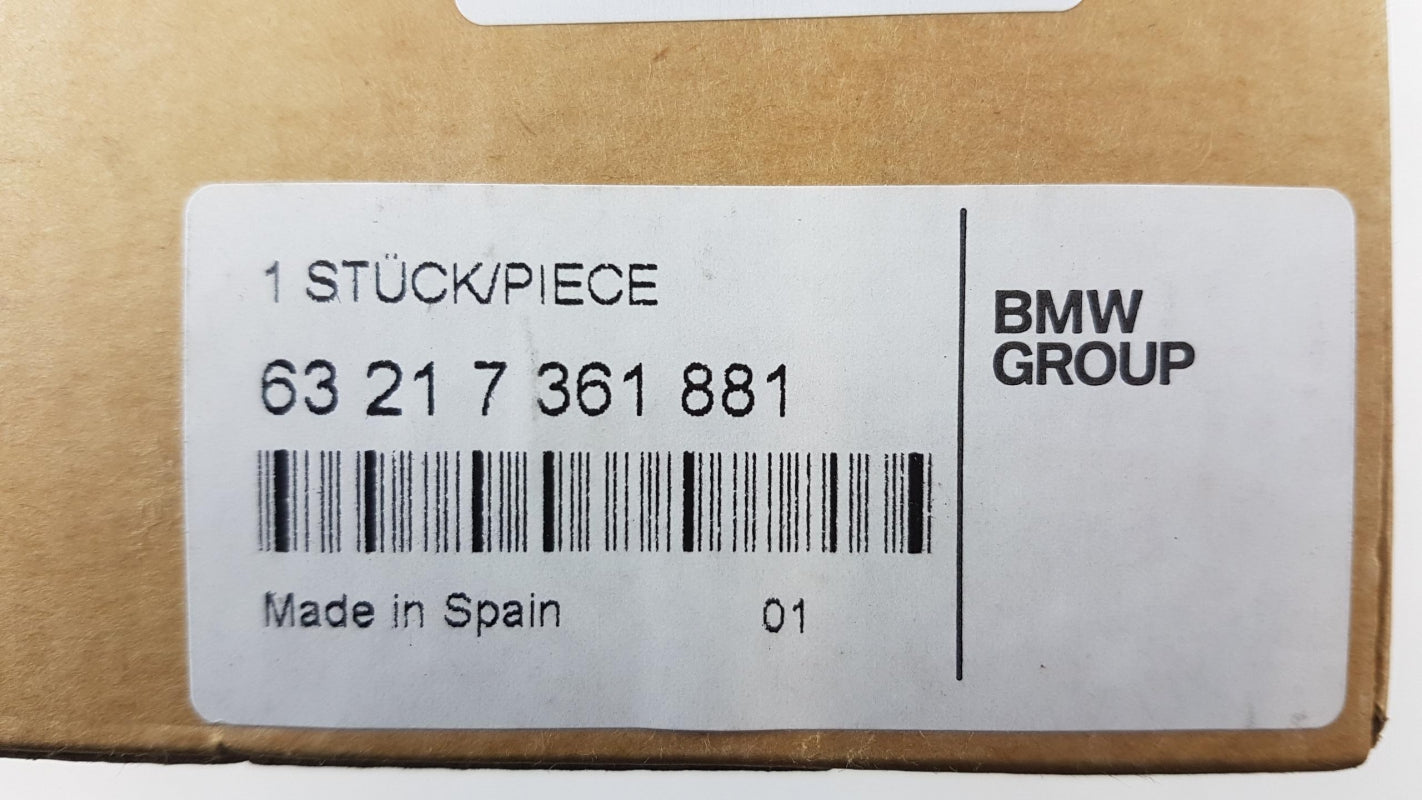 1 STÜCK/PIECE
63 21 7 361 881
Made in Spain 01
BMW
GROUP